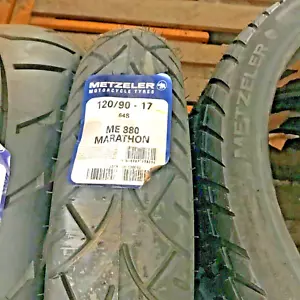 METZELER
MOTORCYCLE TYRES
120/90 - 17
64S
ME 880
MARATHON
METZELER